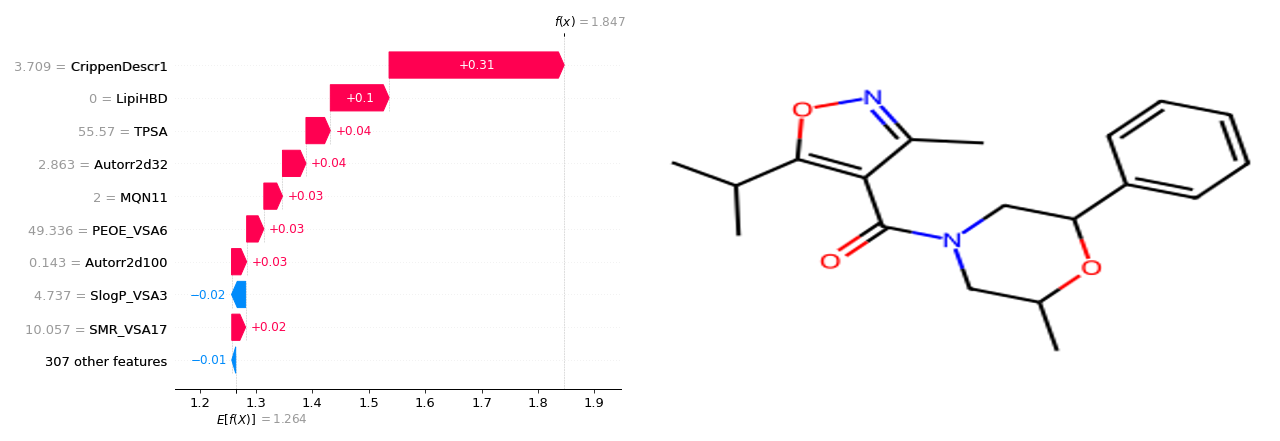 f(x) = 1.847
3.709 = CrippenDescr1
+0.31
0 = LipiHBD
+0.1
55.57 = TPSA
+0.04
2.863 = Autorr2d32
+0.04
2 = MQN11
+0.03
49.336 = PEOE_VSA6
+0.03
0.143 = Autorr2d100
+0.03
4.737 = SlogP_VSA3
−0.02
10.057 = SMR_VSA17
+0.02
307 other features
−0.01
1.2 1.3 1.4 1.5 1.6 1.7 1.8 1.9
E[f(X)] = 1.264
O N
O N O